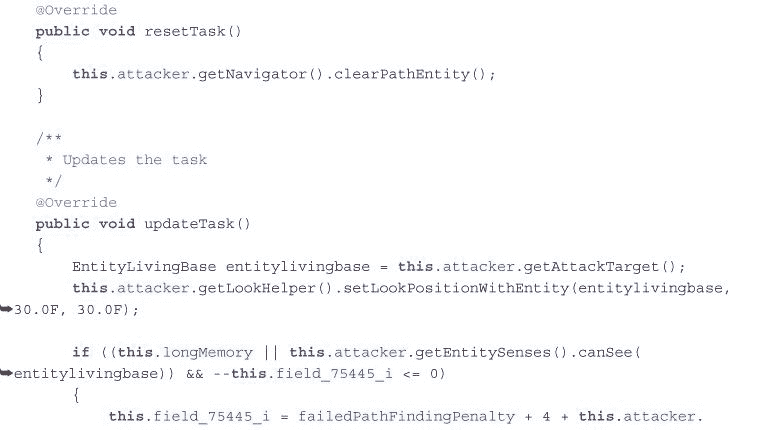 @Override
public void resetTask()
{
    this.attacker.getNavigator().clearPathEntity();
}

/**
 * Updates the task
 */
@Override
public void updateTask()
{
    EntityLivingBase entitylivingbase = this.attacker.getAttackTarget();
    this.attacker.getLookHelper().setLookPositionWithEntity(entitylivingbase,
➥30.0F, 30.0F);

    if ((this.longMemory || this.attacker.getEntitySenses().canSee(
➥entitylivingbase)) && --this.field_75445_i <= 0)
    {
        this.field_75445_i = failedPathFindingPenalty + 4 + this.attacker.